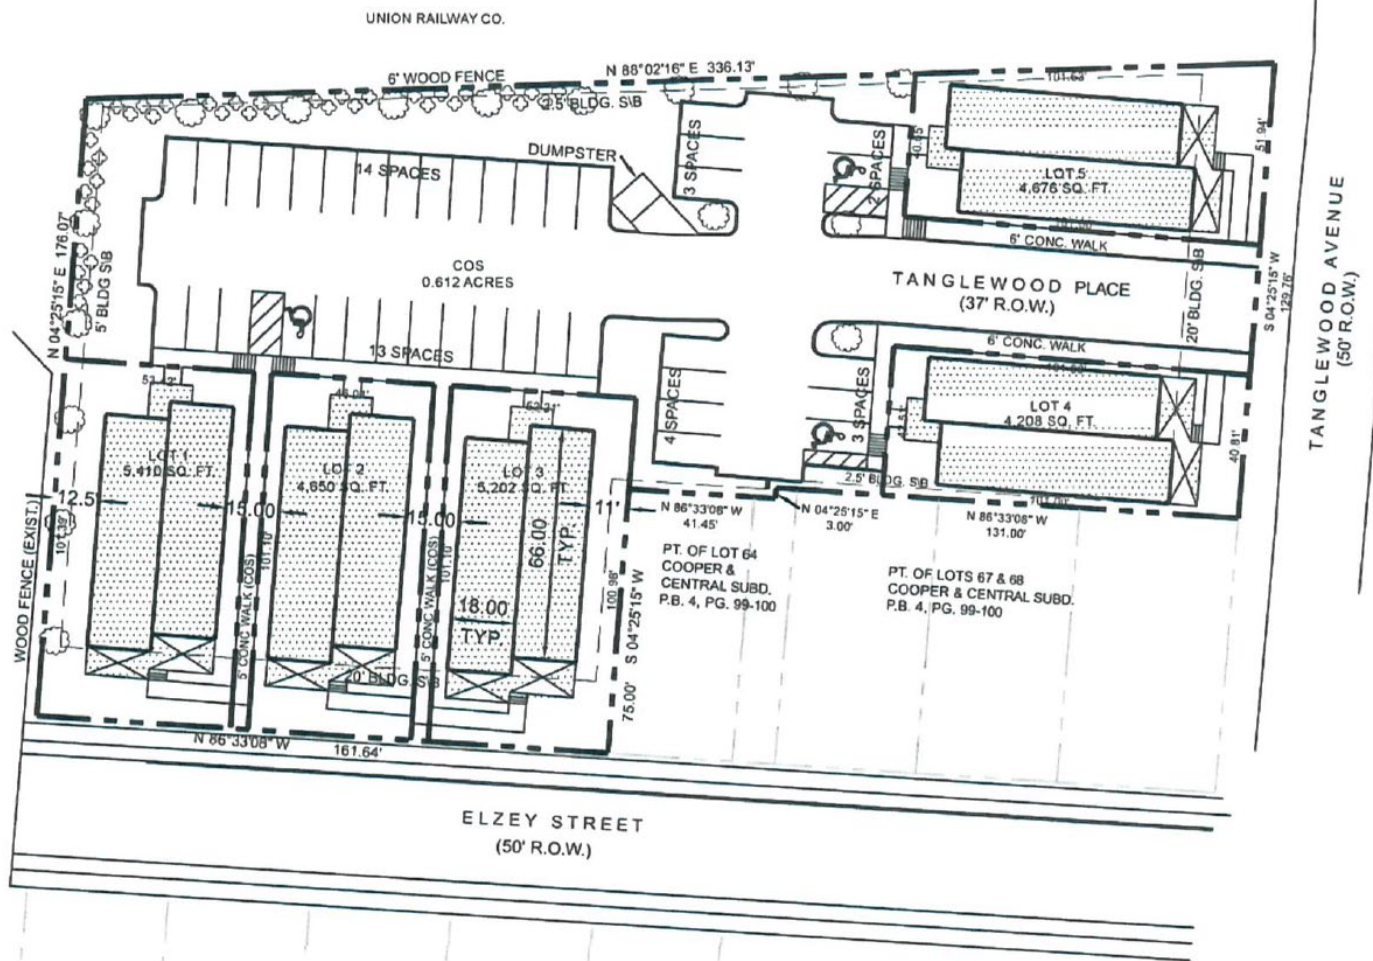 UNION RAILWAY CO.
6' WOOD FENCE
N 88°02'16" E 336.13'
2.5' BLDG. S\B
101.63'
51.94'
40.65'
DUMPSTER
14 SPACES
3 SPACES
2 SPACES
LOT 5
4,676 SQ. FT.
6' CONC. WALK
N 04°25'15" E 176.07'
5' BLDG S\B
COS
0.612 ACRES
TANGLEWOOD PLACE
(37' R.O.W.)
20' BLDG S\B
S 04°25'15" W
129.76'
TANGLEWOOD AVENUE
(50' R.O.W.)
13 SPACES
6' CONC. WALK
4 SPACES
3 SPACES
LOT 4
4,208 SQ. FT.
40.81'
2.5' BLDG. S\B
LOT 1
5,410 SQ. FT.
LOT 2
4,650 SQ. FT.
LOT 3
5,202 SQ. FT.
12.5'
15.00
15.00
11'
WOOD FENCE (EXIST.)
101.39'
101.10'
101.10'
5' CONC WALK (COS)
5' CONC WALK (COS)
66.00
TYP.
18.00
TYP.
100.98'
S 04°25'15" W
75.00'
N 86°33'08" W
41.45'
N 04°25'15" E
3.00'
N 86°33'08" W
131.00'
PT. OF LOT 64
COOPER &
CENTRAL SUBD.
P.B. 4, PG. 99-100
PT. OF LOTS 67 & 68
COOPER & CENTRAL SUBD.
P.B. 4, PG. 99-100
20' BLDG. S\B
N 86°33'08" W
161.64'
ELZEY STREET
(50' R.O.W.)